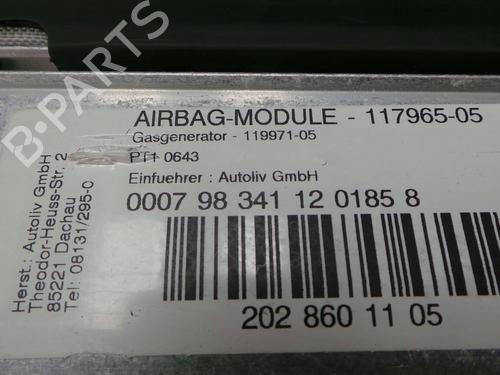 AIRBAG-MODULE - 117965-05
Gasgenerator - 119971-05
PT1 0643
Einfuehrer : Autoliv GmbH
0007 98 341 12 0185 8
202 860 11 05
Herst.: Autoliv GmbH
Theodor-Heuss-Str. 2
85221 Dachau
Tel: 08131/295-0
B-PARTS